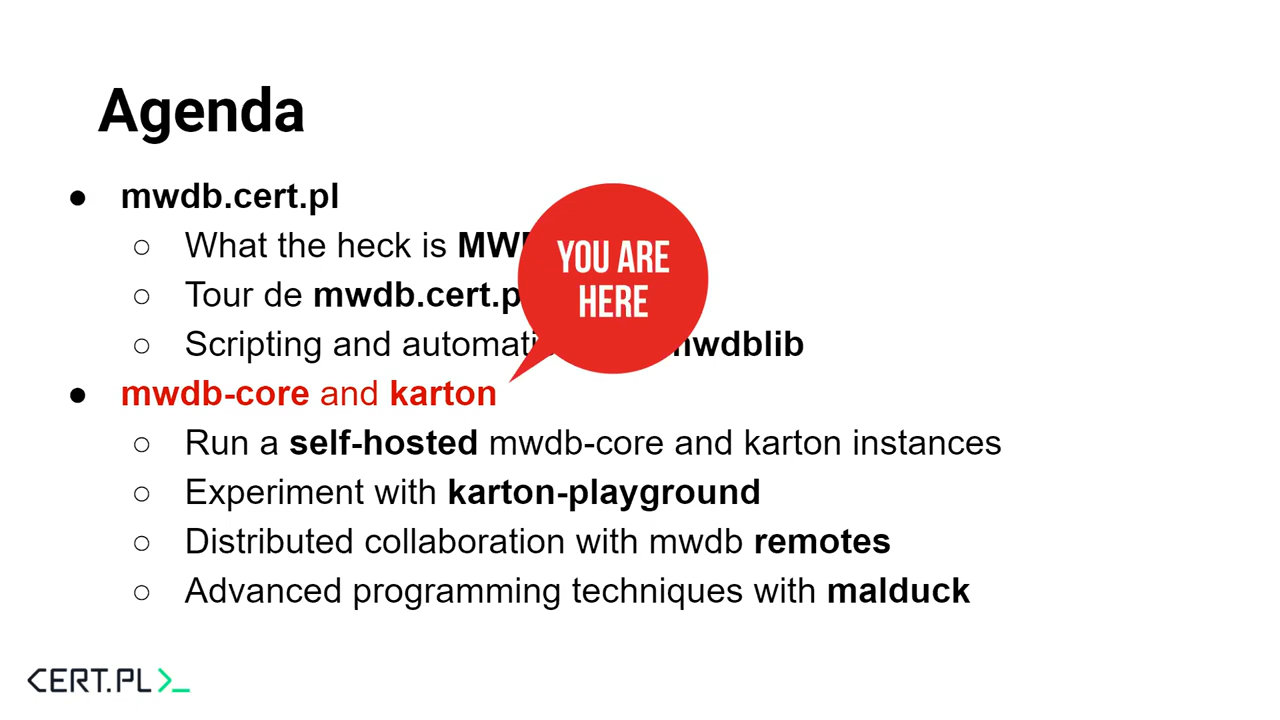 Agenda
● mwdb.cert.pl
○ What the heck is
○ Tour de mwdb.cert.p
○ Scripting and mwdblib
YOU ARE
HERE
● mwdb-core and karton
○ Run a self-hosted mwdb-core and karton instances
○ Experiment with karton-playground
○ Distributed collaboration with mwdb remotes
○ Advanced programming techniques with malduck
CERT.PL>_